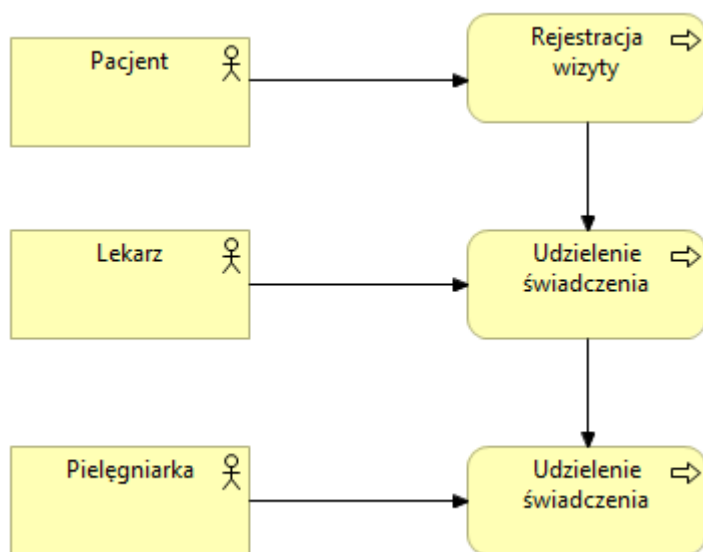 Pacjent
Rejestracja
wizyty
Lekarz
Udzielenie
świadczenia
Pielęgniarka
Udzielenie
świadczenia